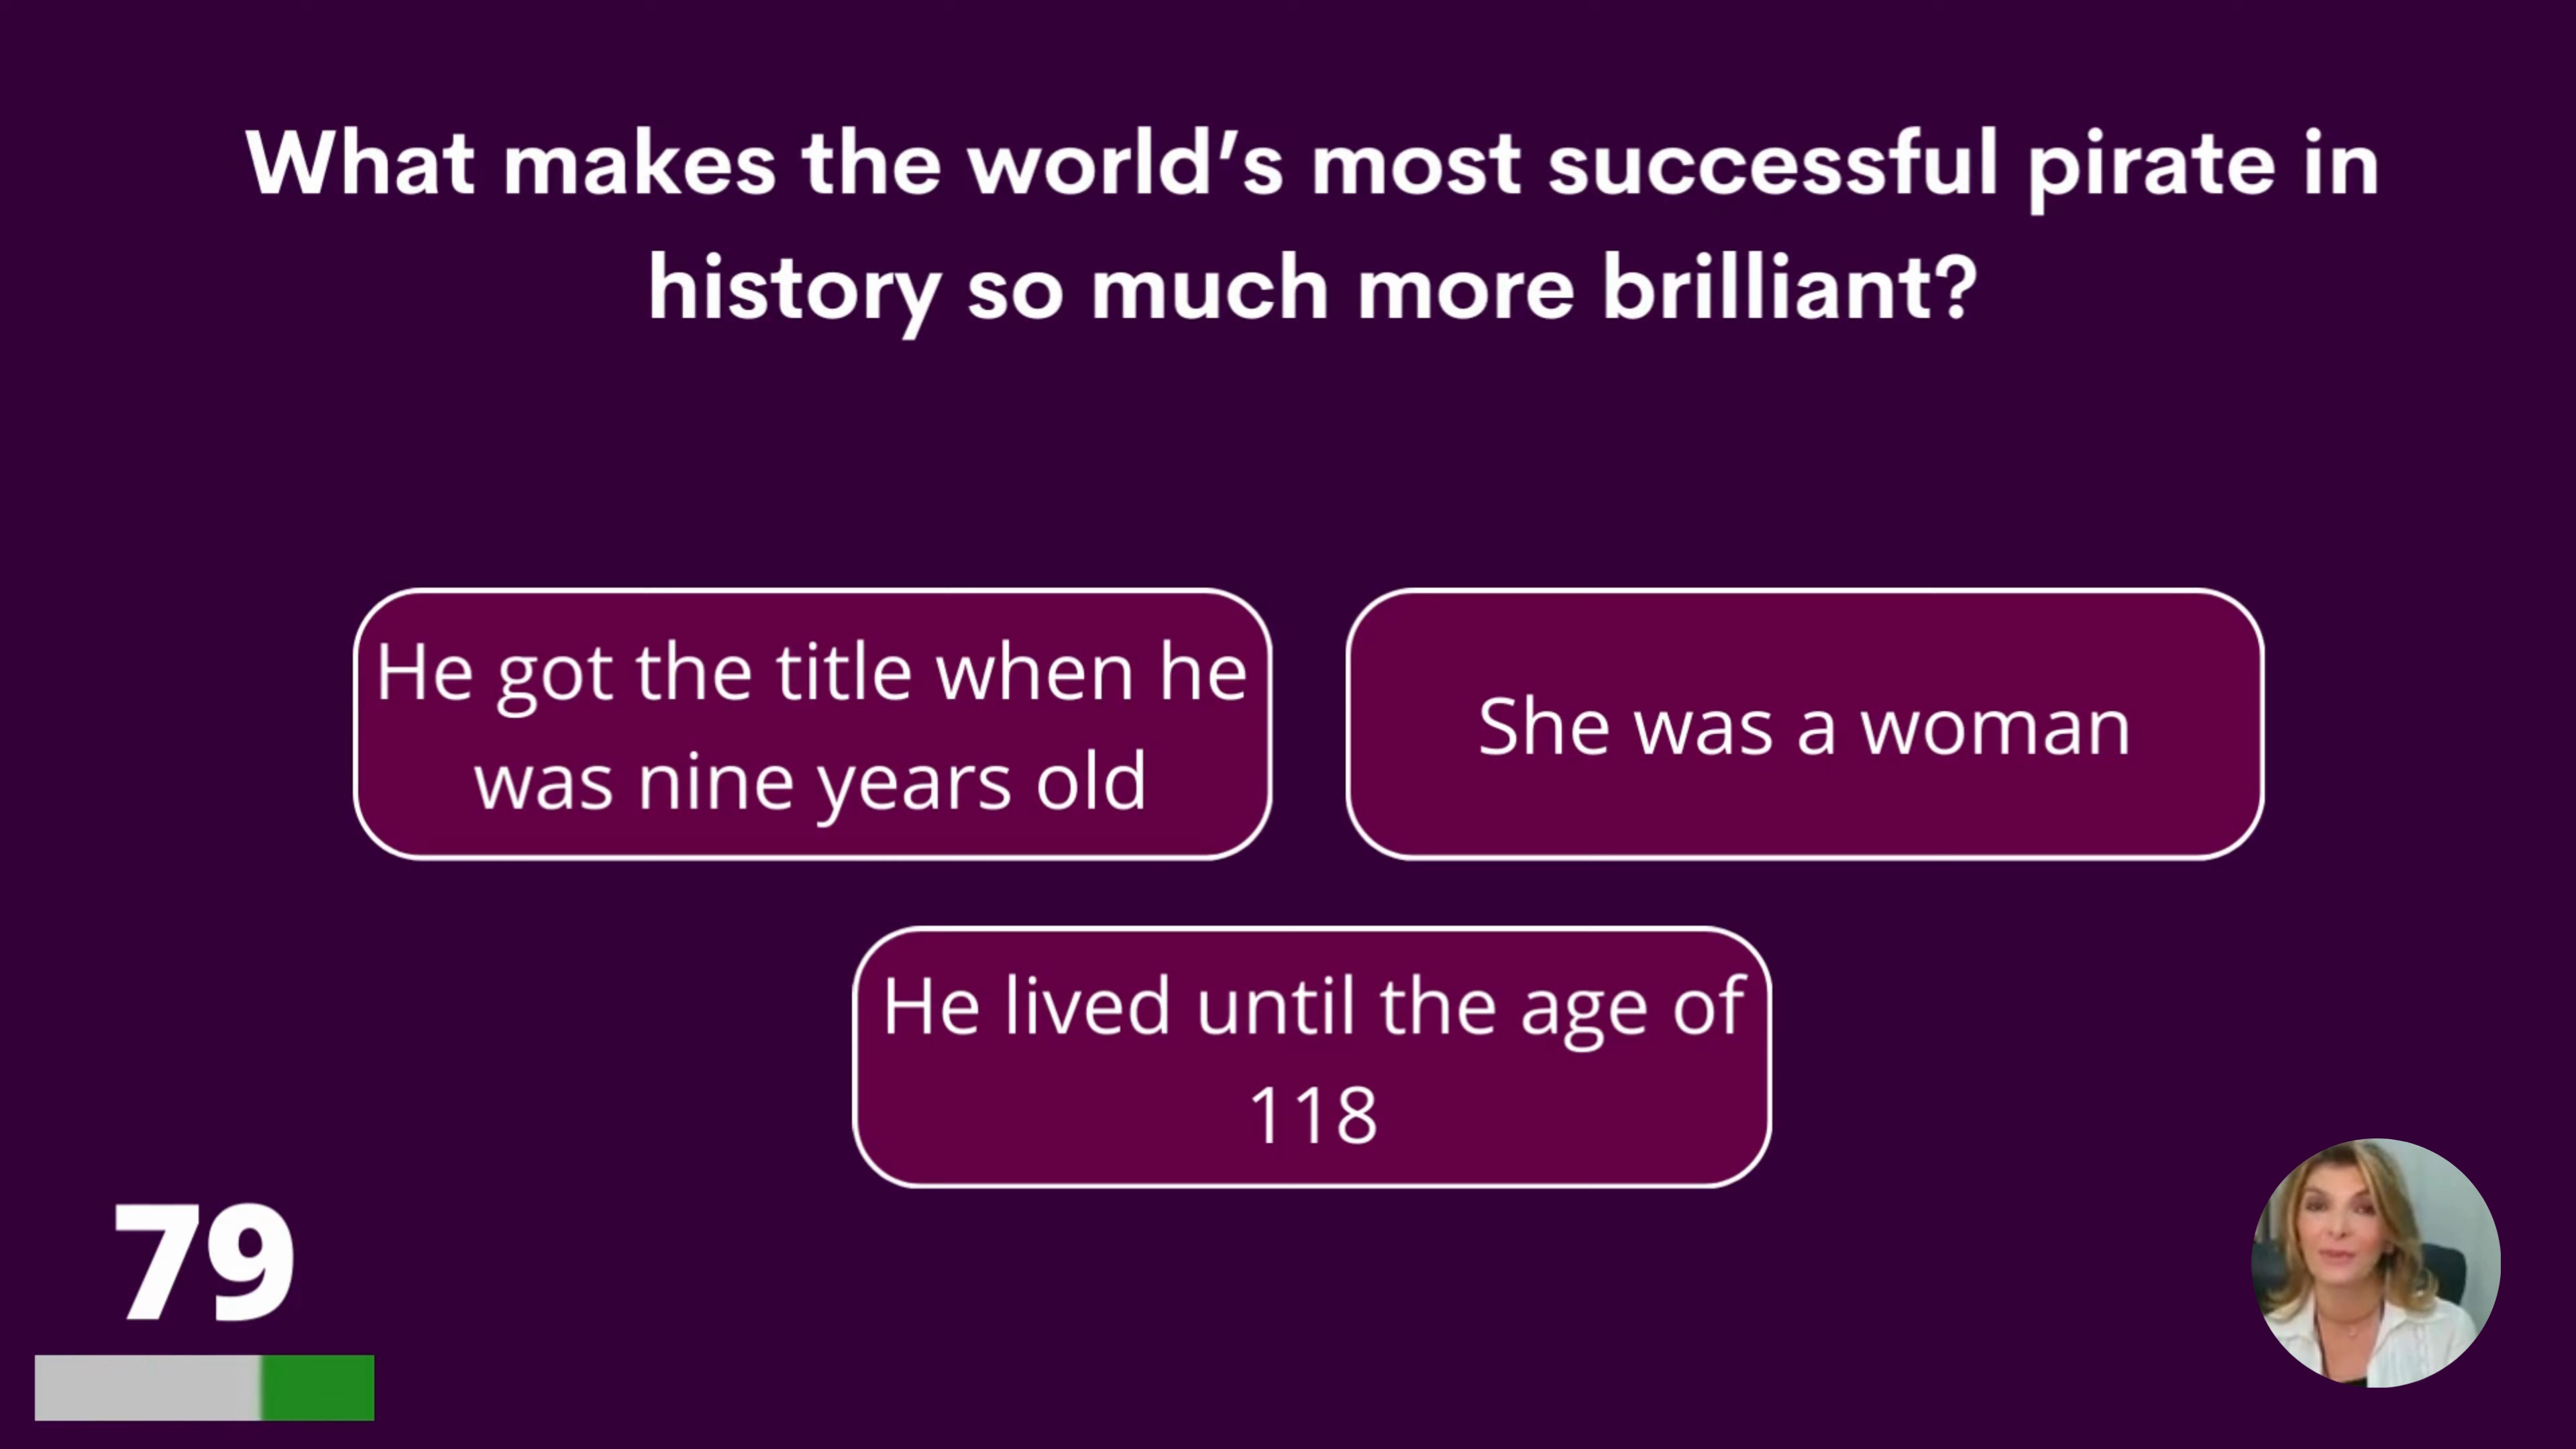 What makes the world's most successful pirate in
history so much more brilliant?
He got the title when he
was nine years old
She was a woman
He lived until the age of
118
79